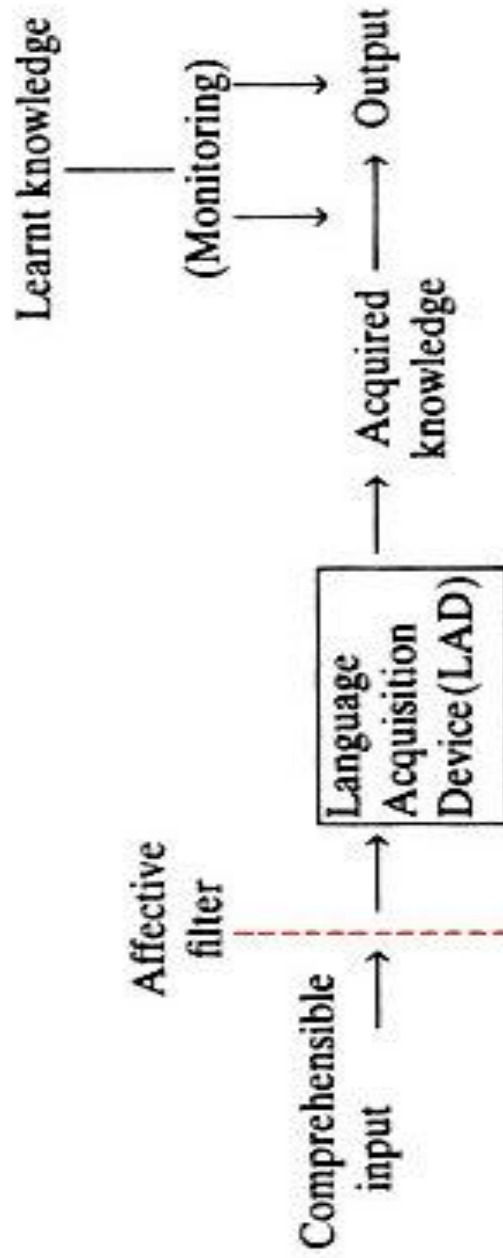 Learnt knowledge
(Monitoring)
Affective
filter
Comprehensible
input
Language
Acquisition
Device(LAD)
Acquired
knowledge
Output